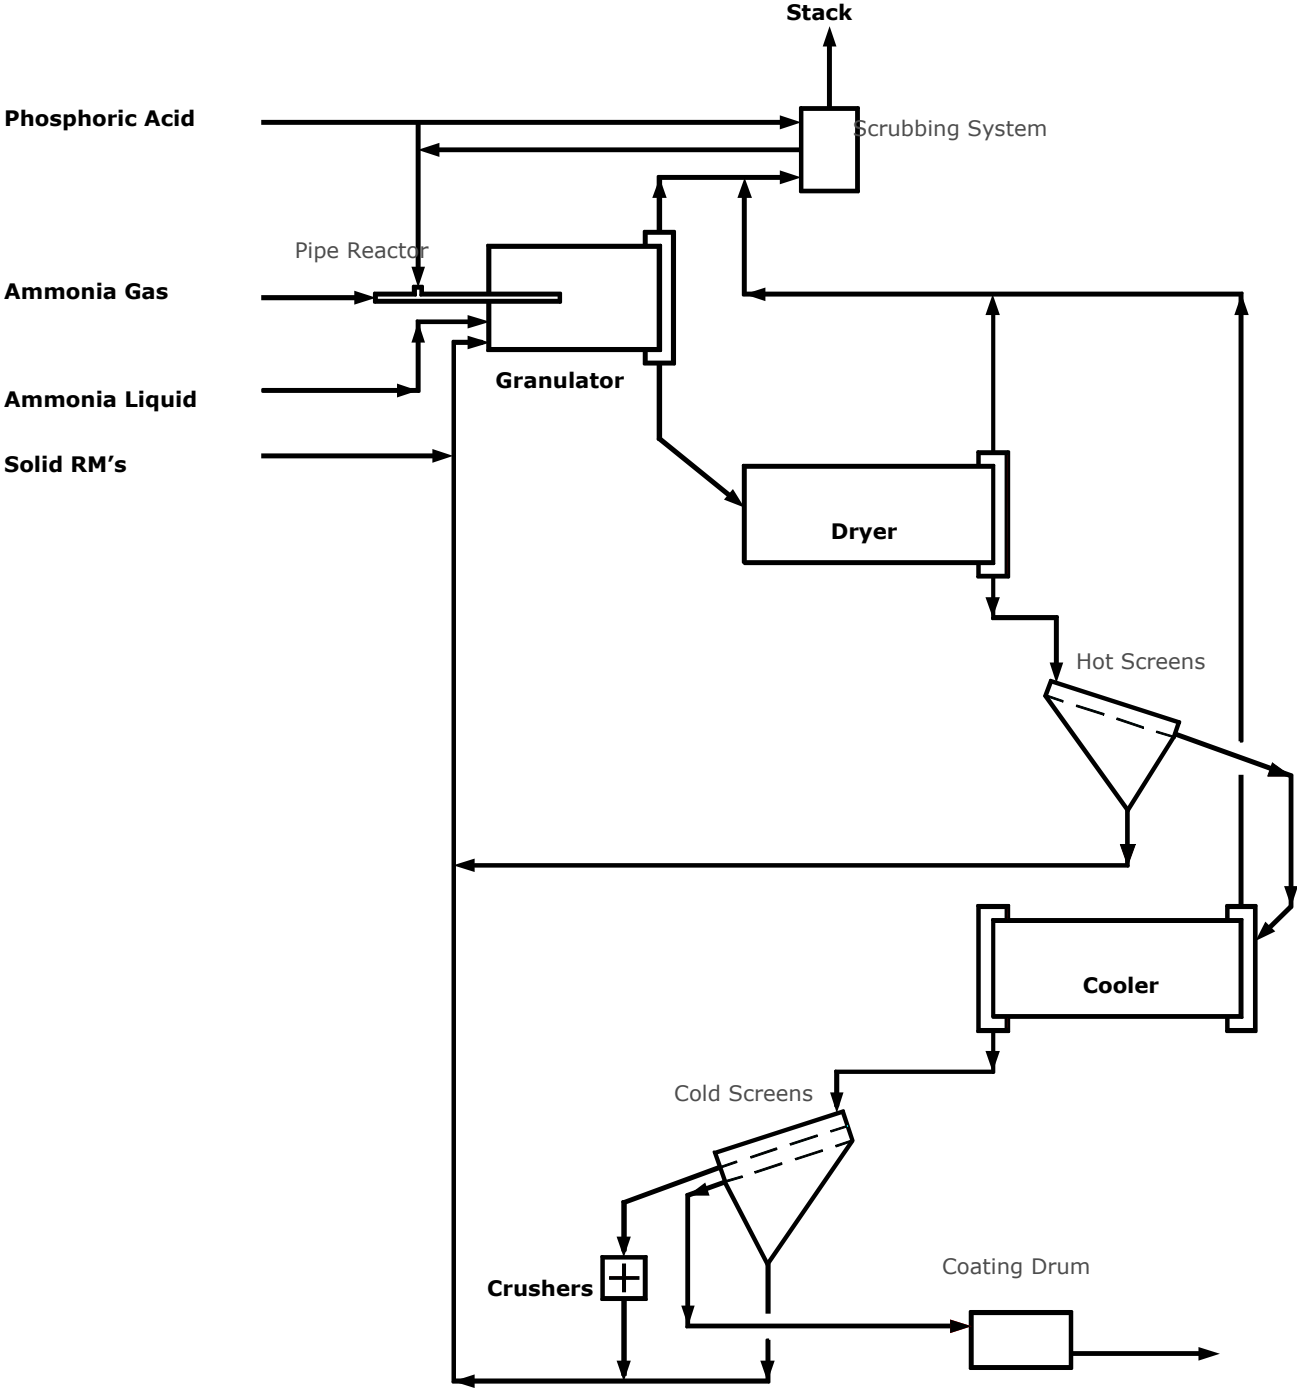 Stack
Phosphoric Acid
Scrubbing System
Pipe Reactor
Ammonia Gas
Granulator
Ammonia Liquid
Solid RM’s
Dryer
Hot Screens
Cooler
Cold Screens
Coating Drum
Crushers